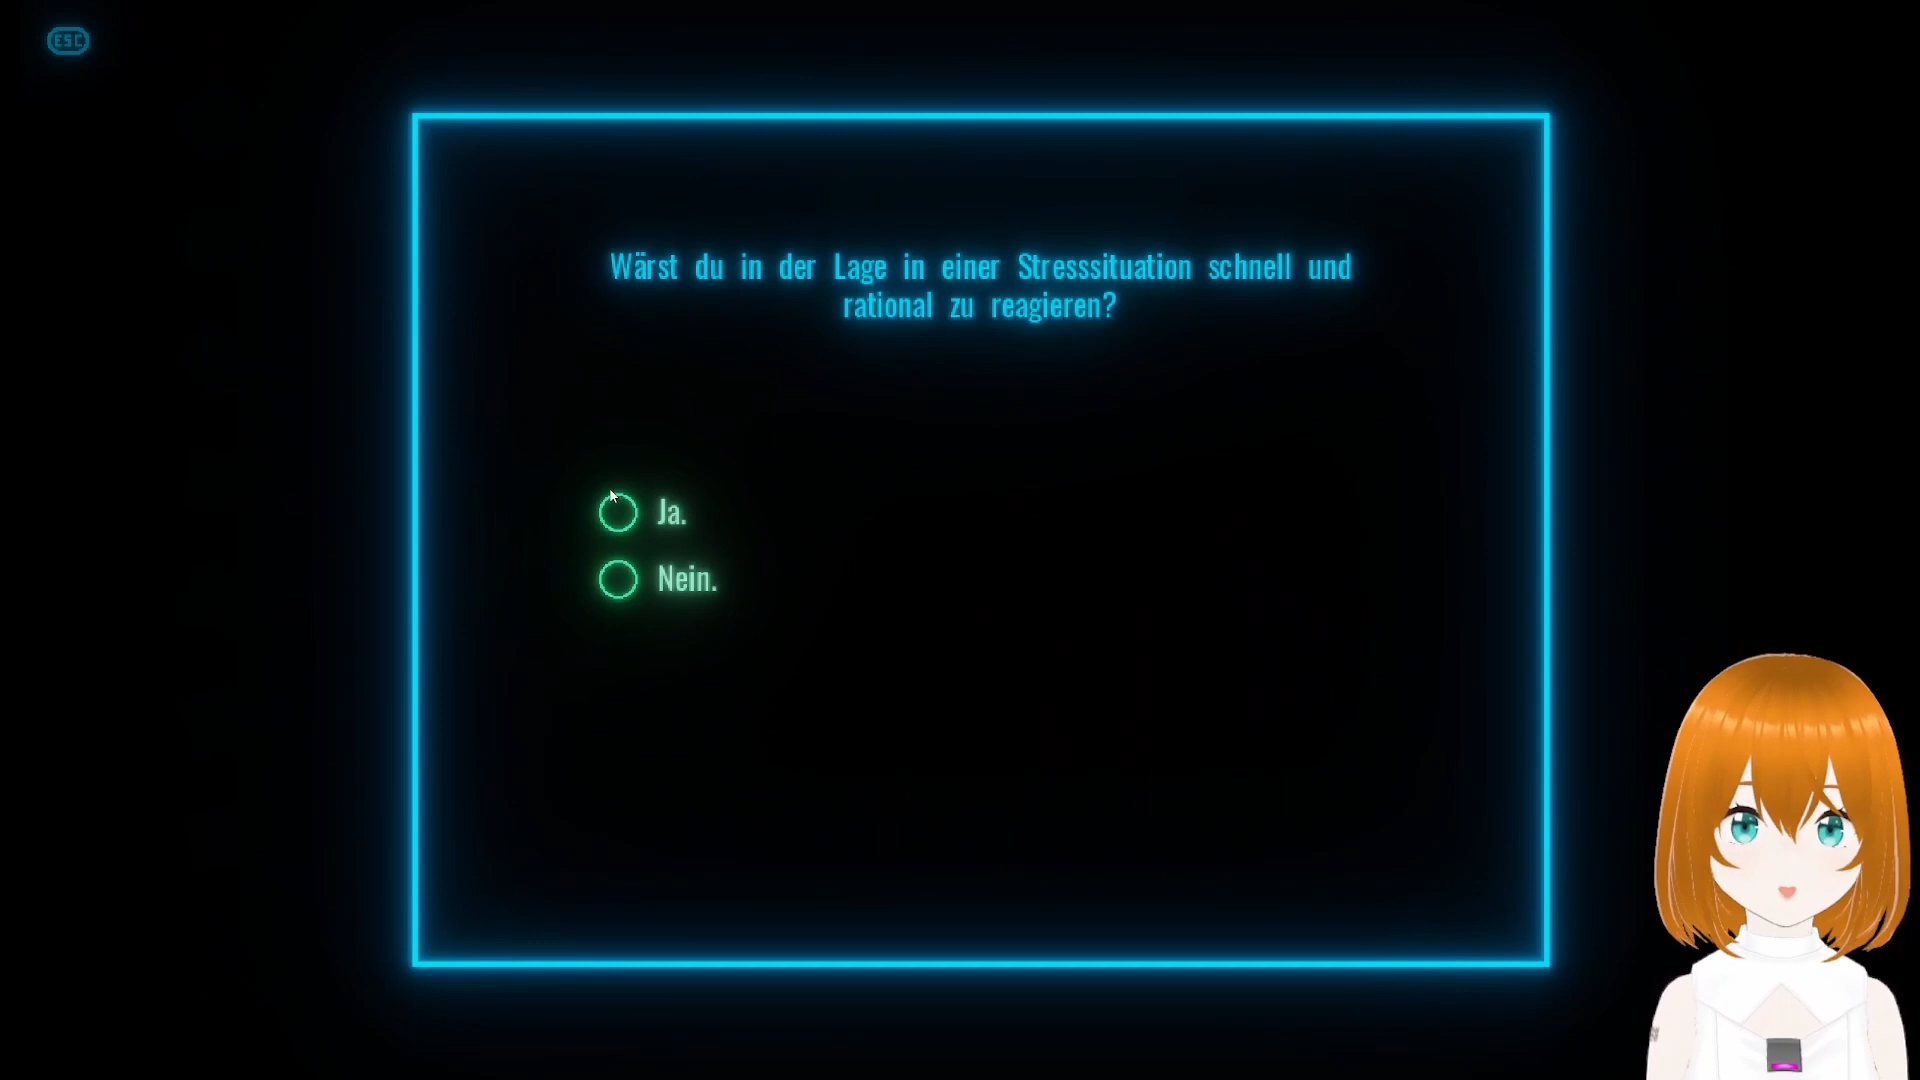 ESC
Wärst du in der Lage in einer Stresssituation schnell und
rational zu reagieren?
Ja.
Nein.